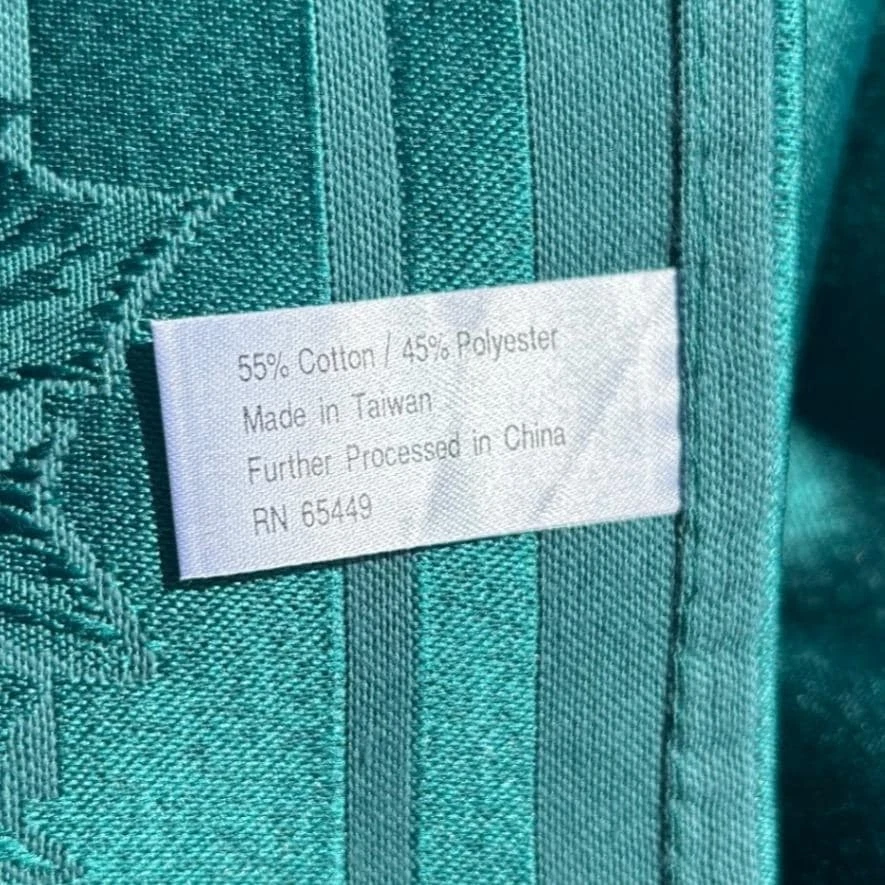 55% Cotton / 45% Polyester
Made in Taiwan
Further Processed in China
RN 65449